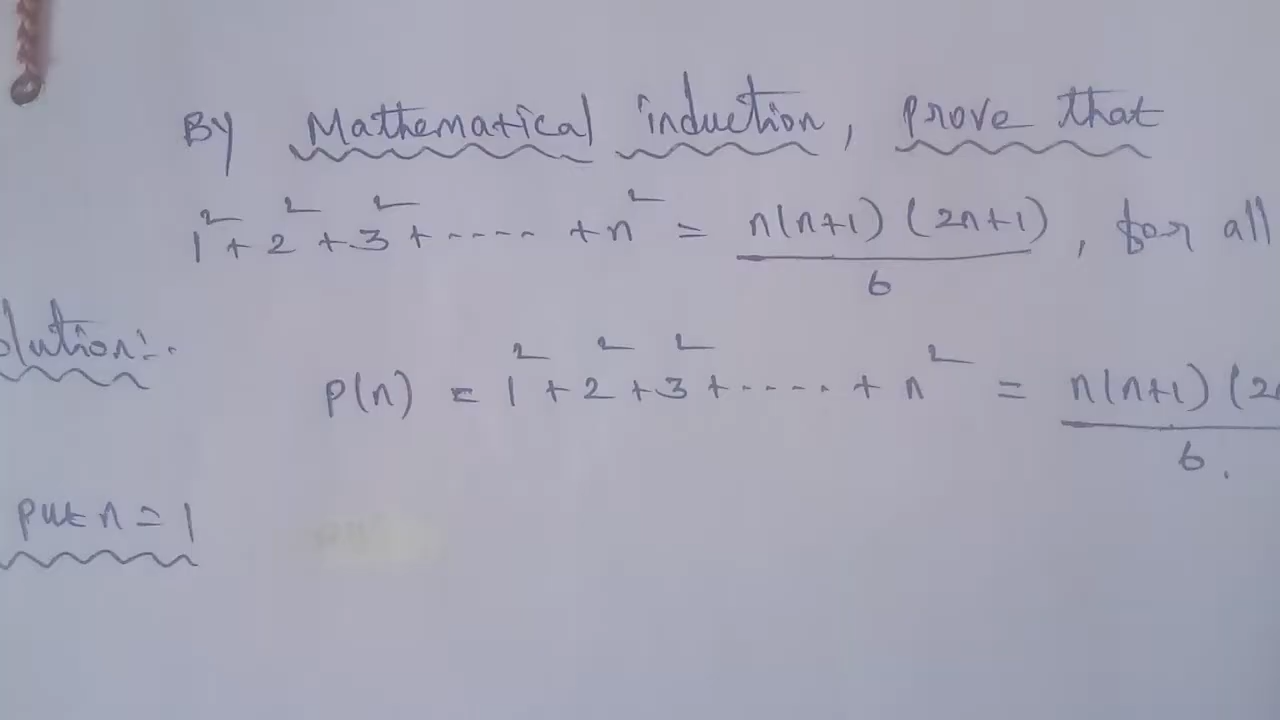 By Mathematical induction, prove that
1² + 2² + 3² + ..... + n² = n(n+1) (2n+1) / 6, for all
olution:-
P(n) = 1² + 2² + 3² + ..... + n² = n(n+1) (2n / 6.
put n = 1